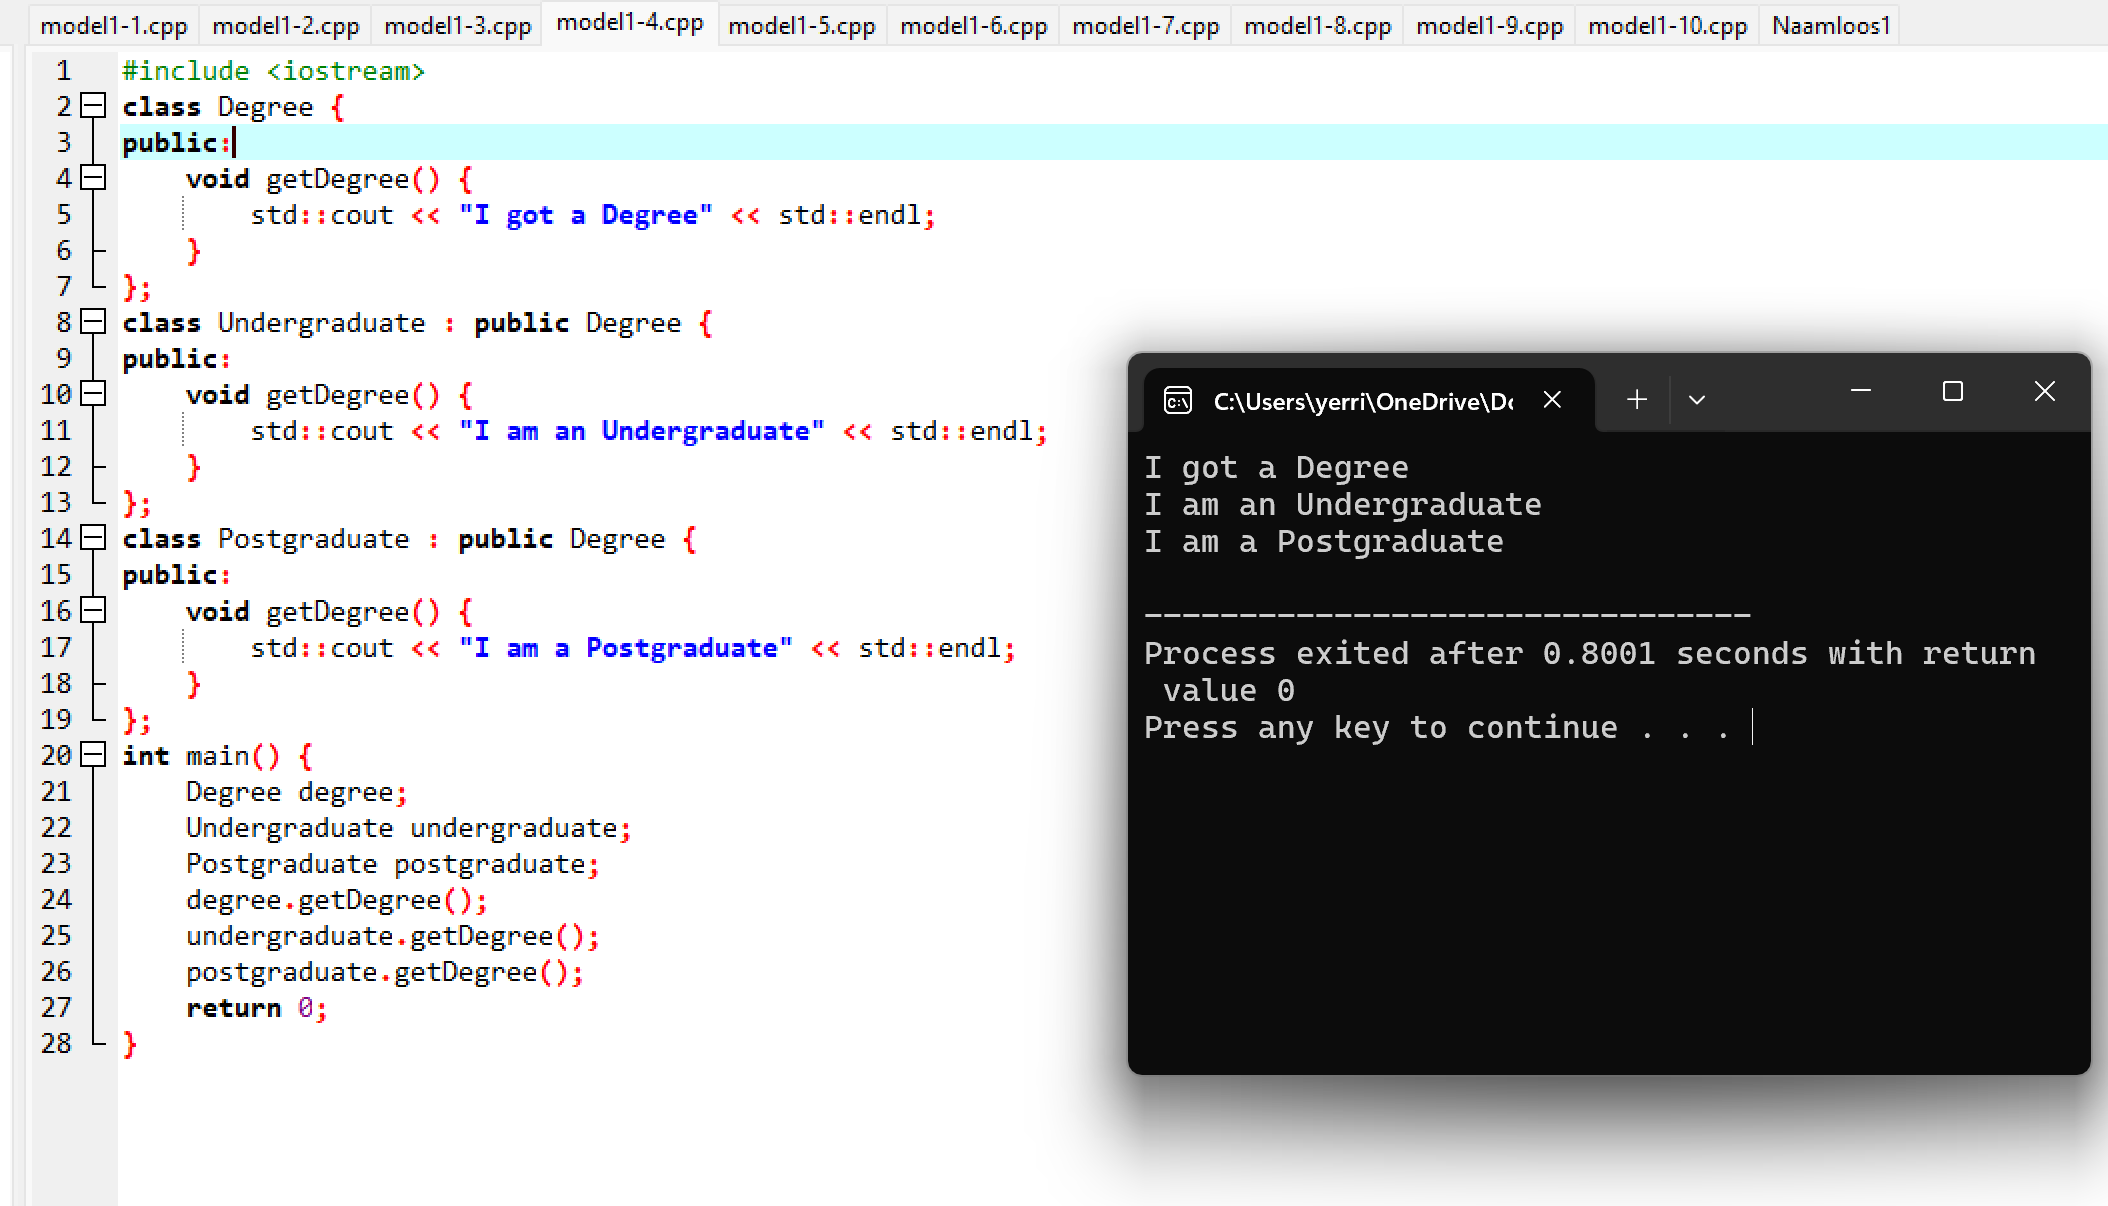 model1-1.cpp model1-2.cpp model1-3.cpp model1-4.cpp model1-5.cpp model1-6.cpp model1-7.cpp model1-8.cpp model1-9.cpp model1-10.cpp Naamloos1
1 #include <iostream>
2 class Degree {
3 public:
4     void getDegree() {
5         std::cout << "I got a Degree" << std::endl;
6     }
7 };
8 class Undergraduate : public Degree {
9 public:
10     void getDegree() {
11         std::cout << "I am an Undergraduate" << std::endl;
12     }
13 };
14 class Postgraduate : public Degree {
15 public:
16     void getDegree() {
17         std::cout << "I am a Postgraduate" << std::endl;
18     }
19 };
20 int main() {
21     Degree degree;
22     Undergraduate undergraduate;
23     Postgraduate postgraduate;
24     degree.getDegree();
25     undergraduate.getDegree();
26     postgraduate.getDegree();
27     return 0;
28 }
C:\Users\yerri\OneDrive\Do
I got a Degree
I am an Undergraduate
I am a Postgraduate
--------------------------------
Process exited after 0.8001 seconds with return
 value 0
Press any key to continue . . .